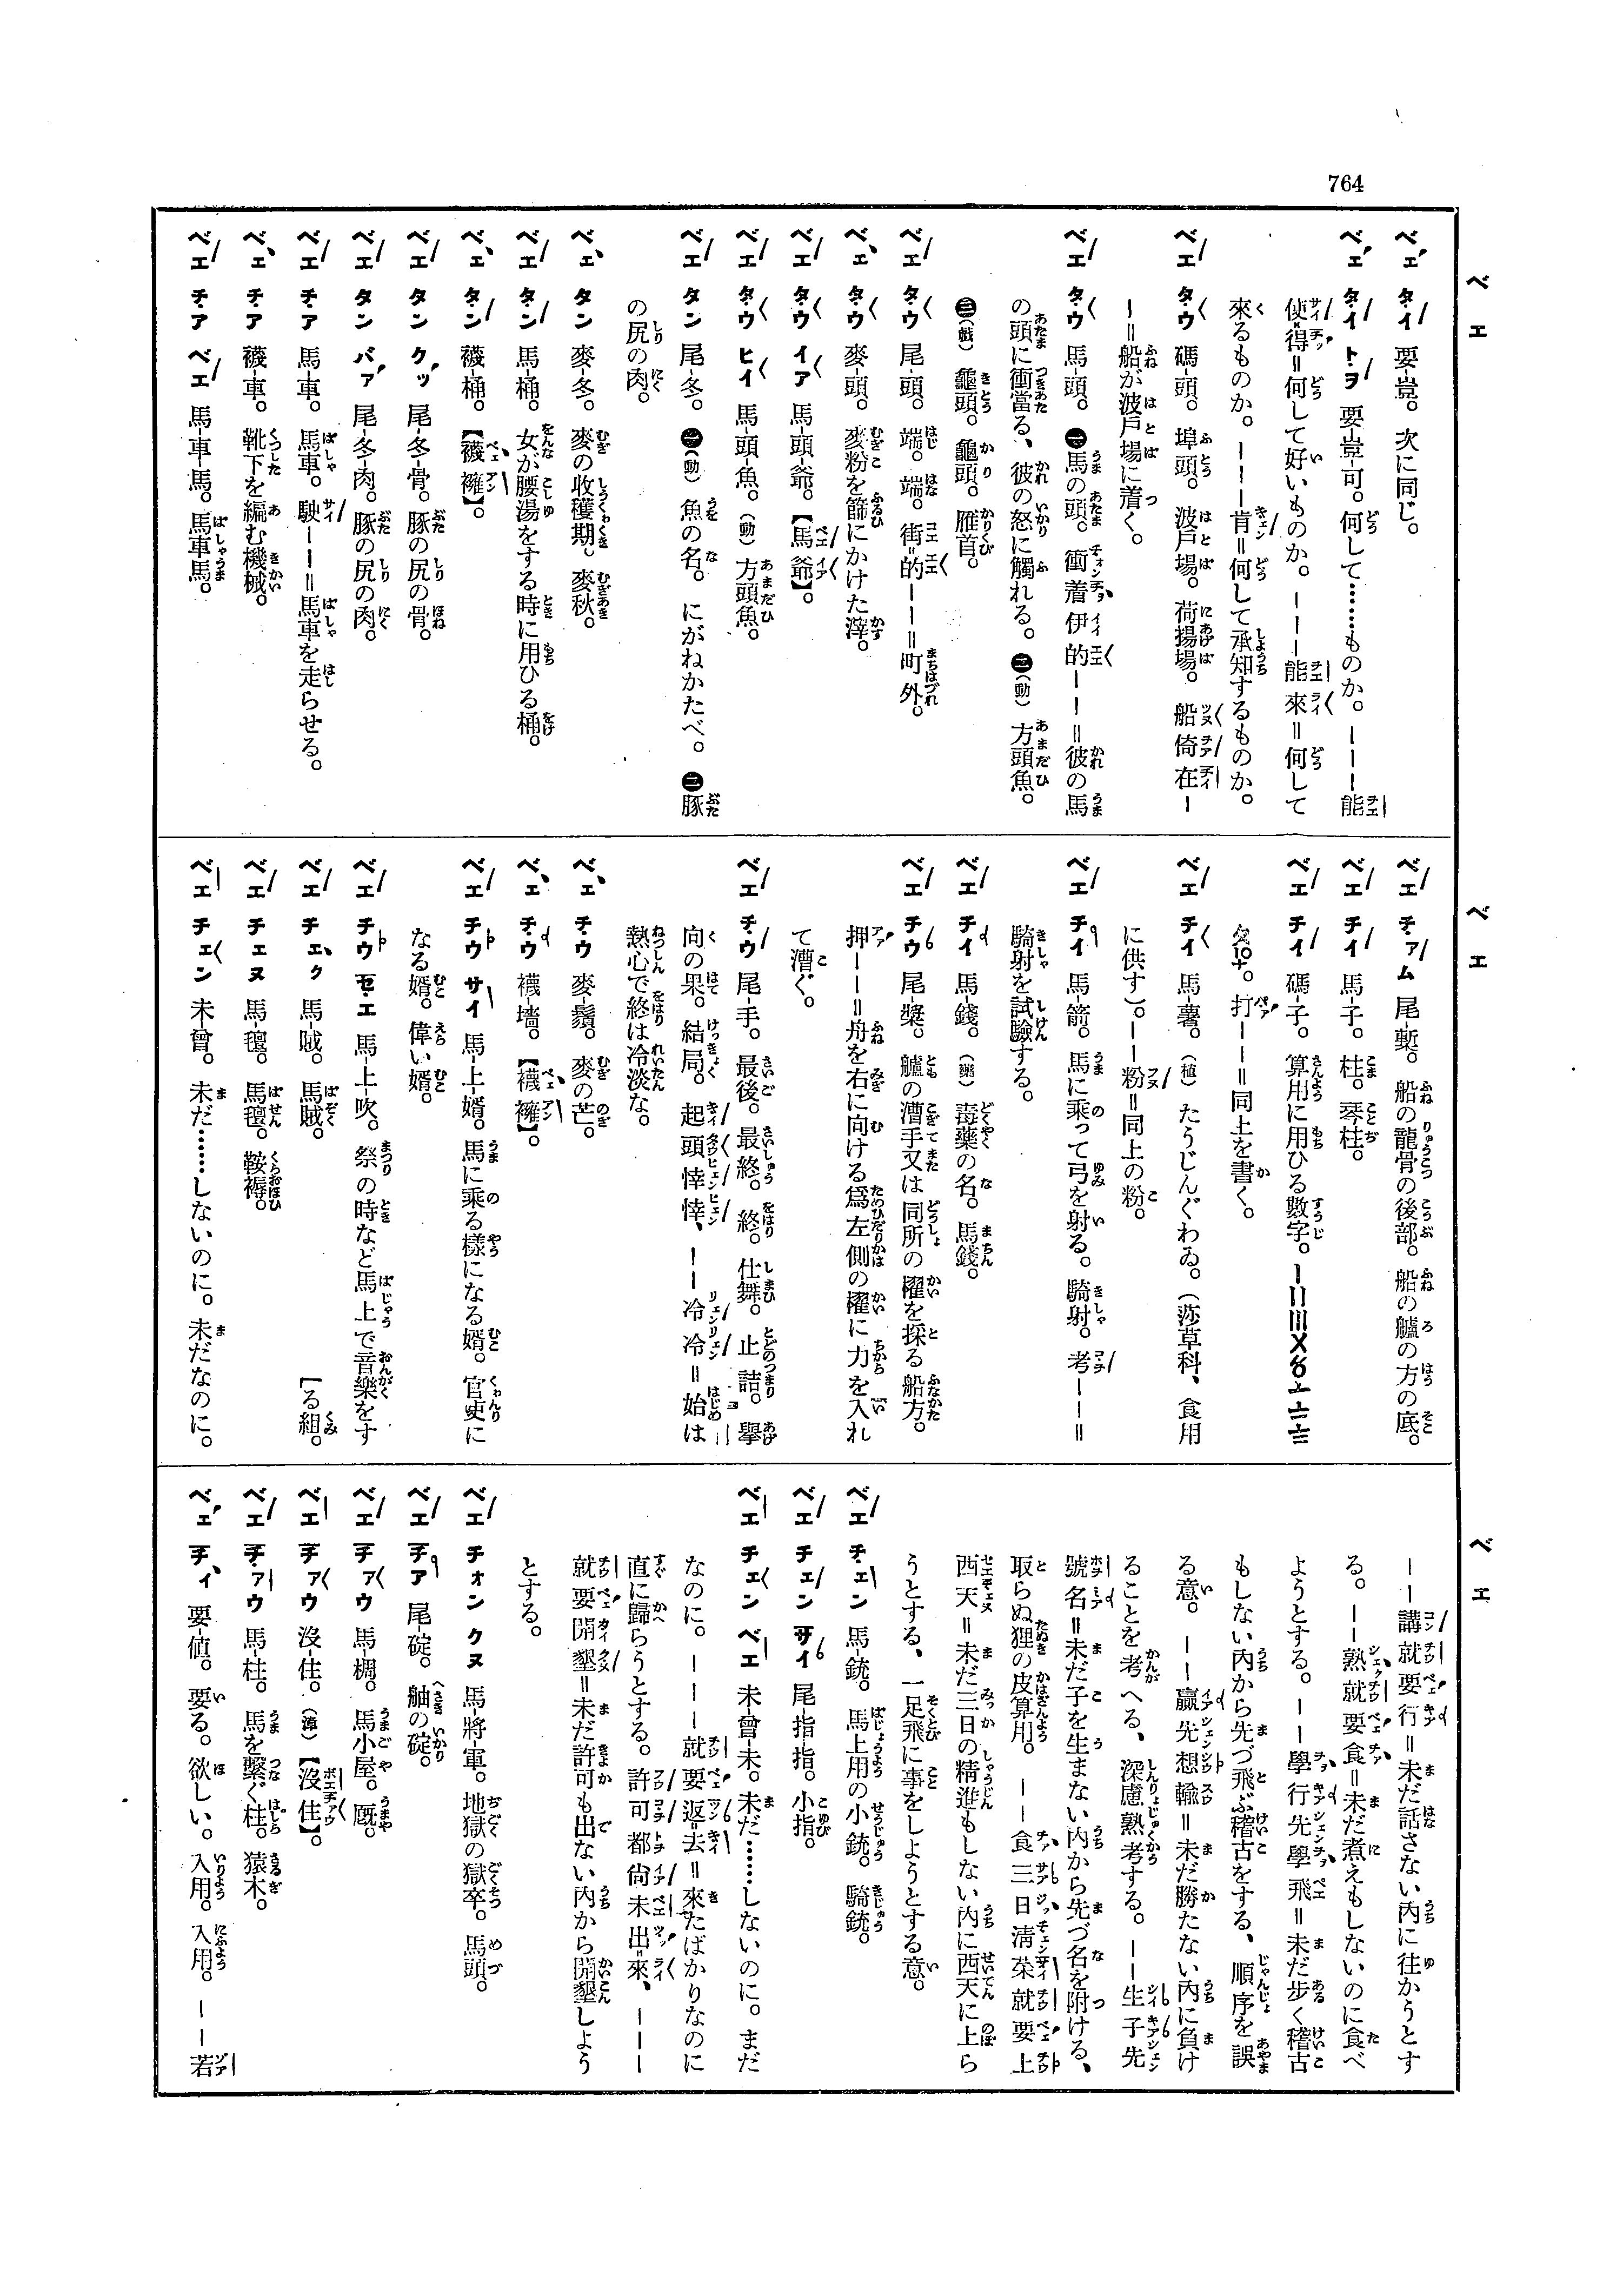 764
ベエ
ベエ
ベエ
ベエ タイ 要-豈。次に同じ。
ベエ タイ トヲ 要-豈-可。何して……ものか。———能
使-得=何して好いものか。———能來=何して
來るものか。———肯=何して承知するものか。
ベエ タウ 碼-頭。埠頭。波戸場。荷揚場。船倚在—
—=船が波戸場に着く。
ベエ タウ 馬-頭。㊀馬の頭。衝着伊的——=彼の馬
の頭に衝當る、彼の怒に觸れる。㊁(動)方頭魚。
㊂(戲)龜頭。龜頭。雁首。
ベエ タウ 尾-頭。端。端。街的——=町外。
ベエ タウ 麥-頭。麥粉を篩にかけた滓。
ベエ タウ イア 馬-頭-爺。【馬爺】。
ベエ タウ ヒイ 馬-頭-魚。(動)方頭魚。
ベエ タン 尾-冬。㊀(動)魚の名。にがねかたべ。㊁豚
の尻の肉。
ベエ タン 麥-冬。麥の收穫期。麥秋。
ベエ タン 馬-桶。女が腰湯をする時に用ひる桶。
ベエ タン 襪-桶。【襪襪】。
ベエ タン クッ 尾-冬-骨。豚の尻の骨。
ベエ タン バァ 尾-冬-肉。豚の尻の肉。
ベエ チア 馬-車。馬車。駛——=馬車を走らせる。
ベエ チア 襪-車。靴下を編む機械。
ベエ チア ベエ 馬-車-馬。馬車馬。
ベエ チァム 尾-塹。船の龍骨の後部。船の艫の方の底。
ベエ チイ 馬-子。柱。琴柱。
ベエ チイ 碼-子。算用に用ひる數字。〡〢〣〤〥〦〧〨
〩十。打——=同上を書く。
ベエ チイ 馬-薯。(植)たうじんぐわゐ。(莎草科、食用
に供す)。——粉=同上の粉。
ベエ チイ 馬-箭。馬に乘って弓を射る。騎射。考——=
騎射を試驗する。
ベエ チイ 馬-錢。(藥)毒藥の名。馬錢。
ベエ チウ 尾-槳。艫の漕手又は同所の櫂を採る船方。
押——=舟を右に向ける爲左側の櫂に力を入れ
て漕ぐ。
ベエ チウ 尾-手。最後。最終。終。仕舞。止詰。擧
向の果。結局。起頭悻悻、——冷冷=始は
熱心で終は冷淡な。
ベエ チウ 麥-鬚。麥の芒。
ベエ チウ 襪-墻。【襪】。
ベエ チウ サイ 馬-上-婿。馬に乘る樣になる婿。官吏に
なる婿。偉い婿。
ベエ チウ セエ 馬-上-吹。祭の時など馬上で音樂をす
[る組。
ベエ チェク 馬-賊。馬賊。
ベエ チェヌ 馬-氊。馬氊。鞍褥。
ベエ チェン 未-曾。未だ……しないのに。未だなのに。
——講就要行=未だ話さない内に往かうとす
る。——熟就要食=未だ煮えもしないのに食べ
ようとする。——學行先學飛=未だ步く稽古
もしない内から先づ飛ぶ稽古をする、順序を誤
る意。——贏先想輸=未だ勝たない内に負け
ることを考へる、深慮熟考する。——生子先
號名=未だ子を生まない内から先づ名を附ける、
取らぬ狸の皮算用。——食三日淸菜就要上
西天=未だ三日の精進もしない内に西天に上ら
うとする、一足飛に事をしようとする意。
ベエ チェン 馬-銃。馬上用の小銃。騎銃。
ベエ チェン サイ 尾-指-指。小指。
ベエ チェン ベエ 未-曾-未。未だ……しないのに。まだ
なのに。———就要返去=來たばかりなのに
直に歸らうとする。許可都尙未出來、———
就要開墾=未だ許可も出ない内から開墾しよう
とする。
ベエ チォン クヌ 馬-將-軍。地獄の獄卒。馬頭。
ベエ チア 尾-碇。舳の碇。
ベエ チァウ 馬-椆。馬小屋。厩。
ベエ チァウ 沒-住。(漳)【沒住】。
ベエ チァウ 馬-柱。馬を繫ぐ柱。猿木。
ベエ チィ 要-値。要る。欲しい。入用。入用。——若